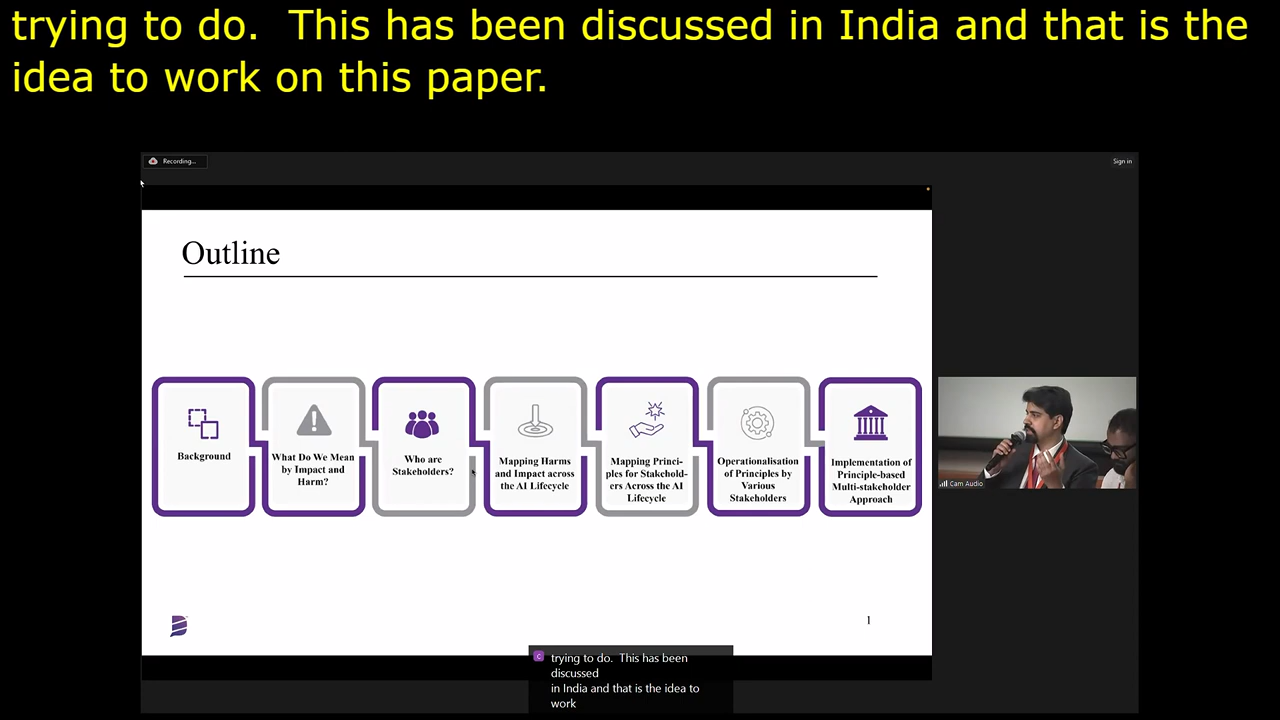 trying to do.  This has been discussed in India and that is the
idea to work on this paper.
Recording...
Sign in
Outline
Background
What Do We Mean
by Impact and
Harm?
Who are
Stakeholders?
Mapping Harms
and Impact across
the AI Lifecycle
Mapping Princi-
ples for Stakehold-
ers Across the AI
Lifecycle
Operationalisation
of Principles by
Various
Stakeholders
Implementation of
Principle-based
Multi-stakeholder
Approach
Cam Audio
1
C
trying to do.  This has been
discussed
in India and that is the idea to
work